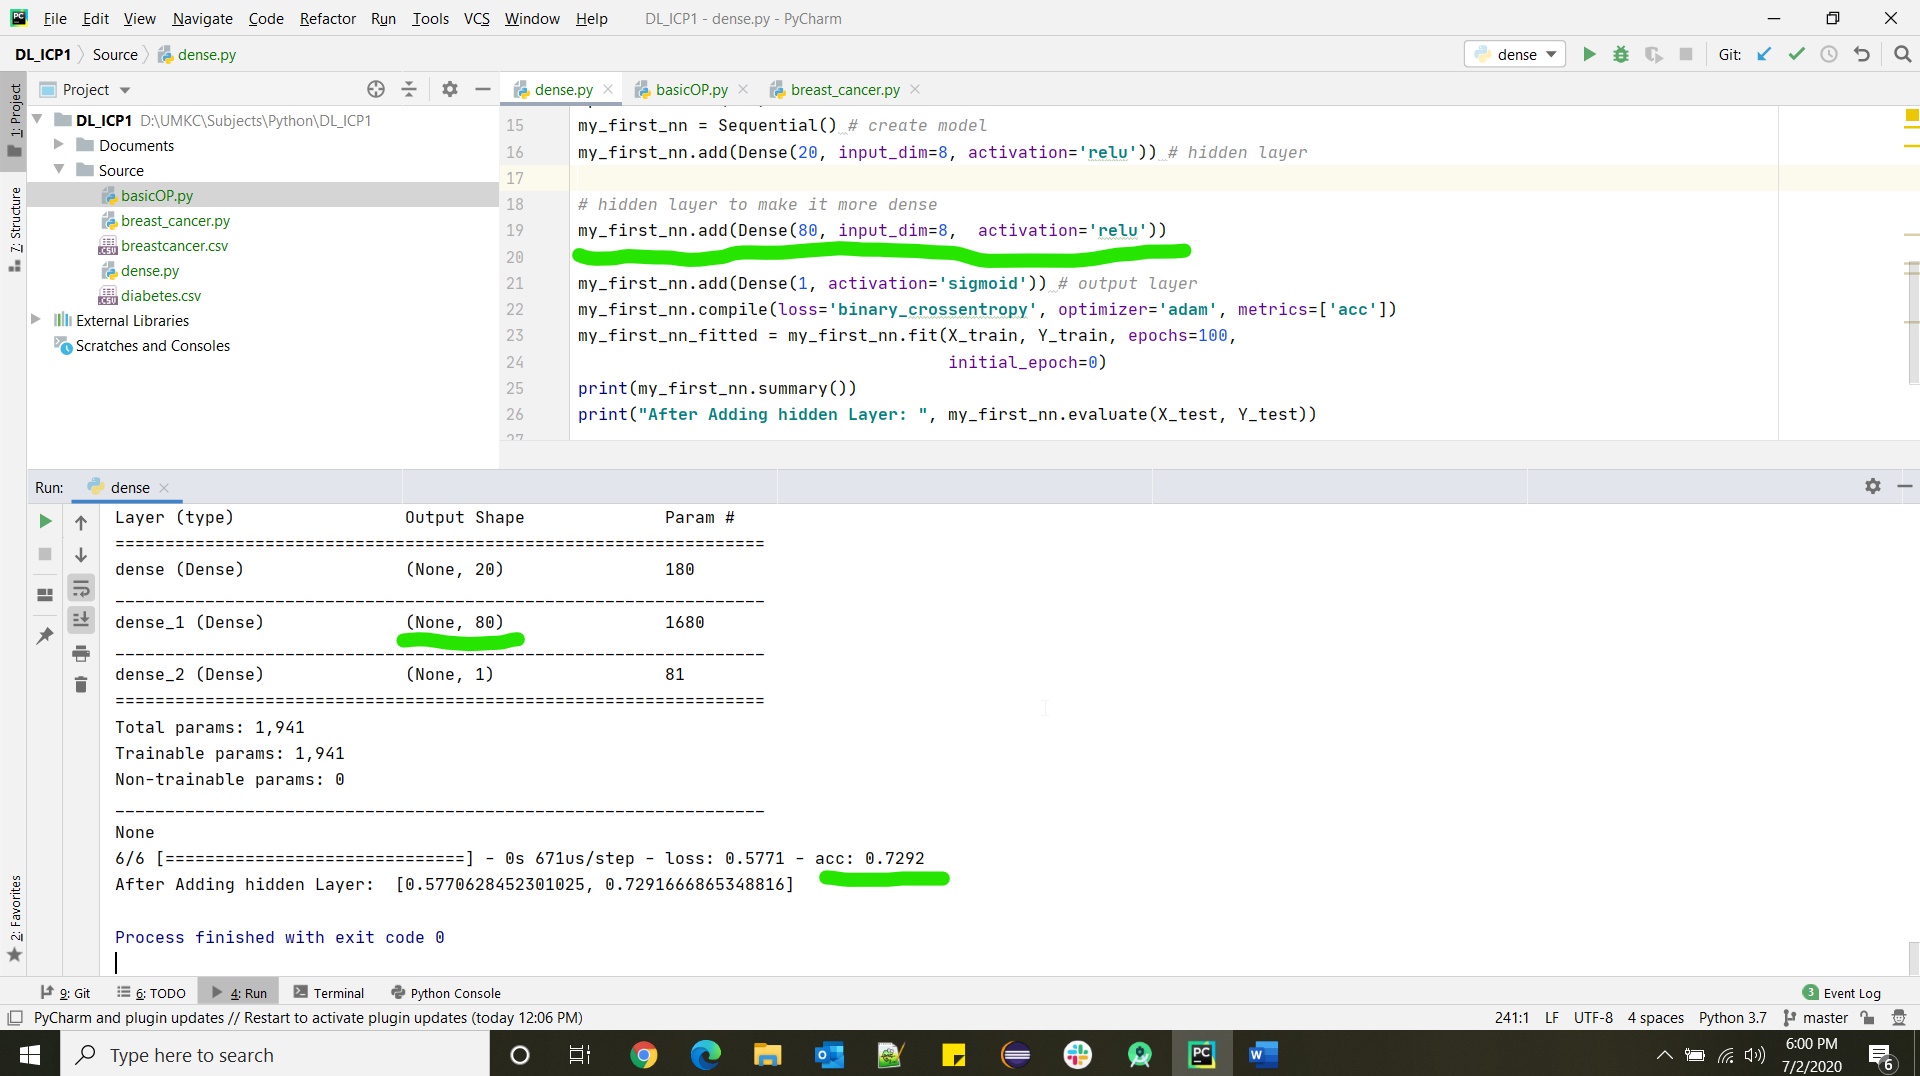 File Edit View Navigate Code Refactor Run Tools VCS Window Help DL_ICP1 - dense.py - PyCharm
DL_ICP1 Source dense.py dense Git:
Project dense.py basicOP.py breast_cancer.py
1: Project
7: Structure
2: Favorites
DL_ICP1 D:\UMKC\Subjects\Python\DL_ICP1
Documents
Source
basicOP.py
breast_cancer.py
breastcancer.csv
dense.py
diabetes.csv
External Libraries
Scratches and Consoles
15 my_first_nn = Sequential() # create model
16 my_first_nn.add(Dense(20, input_dim=8, activation='relu')) # hidden layer
17
18 # hidden layer to make it more dense
19 my_first_nn.add(Dense(80, input_dim=8,  activation='relu'))
20
21 my_first_nn.add(Dense(1, activation='sigmoid')) # output layer
22 my_first_nn.compile(loss='binary_crossentropy', optimizer='adam', metrics=['acc'])
23 my_first_nn_fitted = my_first_nn.fit(X_train, Y_train, epochs=100,
24 initial_epoch=0)
25 print(my_first_nn.summary())
26 print("After Adding hidden Layer: ", my_first_nn.evaluate(X_test, Y_test))
27
Run: dense
Layer (type) Output Shape Param #
=================================================================
dense (Dense) (None, 20) 180
_________________________________________________________________
dense_1 (Dense) (None, 80) 1680
_________________________________________________________________
dense_2 (Dense) (None, 1) 81
=================================================================
Total params: 1,941
Trainable params: 1,941
Non-trainable params: 0
_________________________________________________________________
None
6/6 [==============================] - 0s 671us/step - loss: 0.5771 - acc: 0.7292
After Adding hidden Layer:  [0.5770628452301025, 0.7291666865348816]
Process finished with exit code 0
9: Git 6: TODO 4: Run Terminal Python Console 3 Event Log
PyCharm and plugin updates // Restart to activate plugin updates (today 12:06 PM) 241:1 LF UTF-8 4 spaces Python 3.7 master
Type here to search
6:00 PM
7/2/2020
6